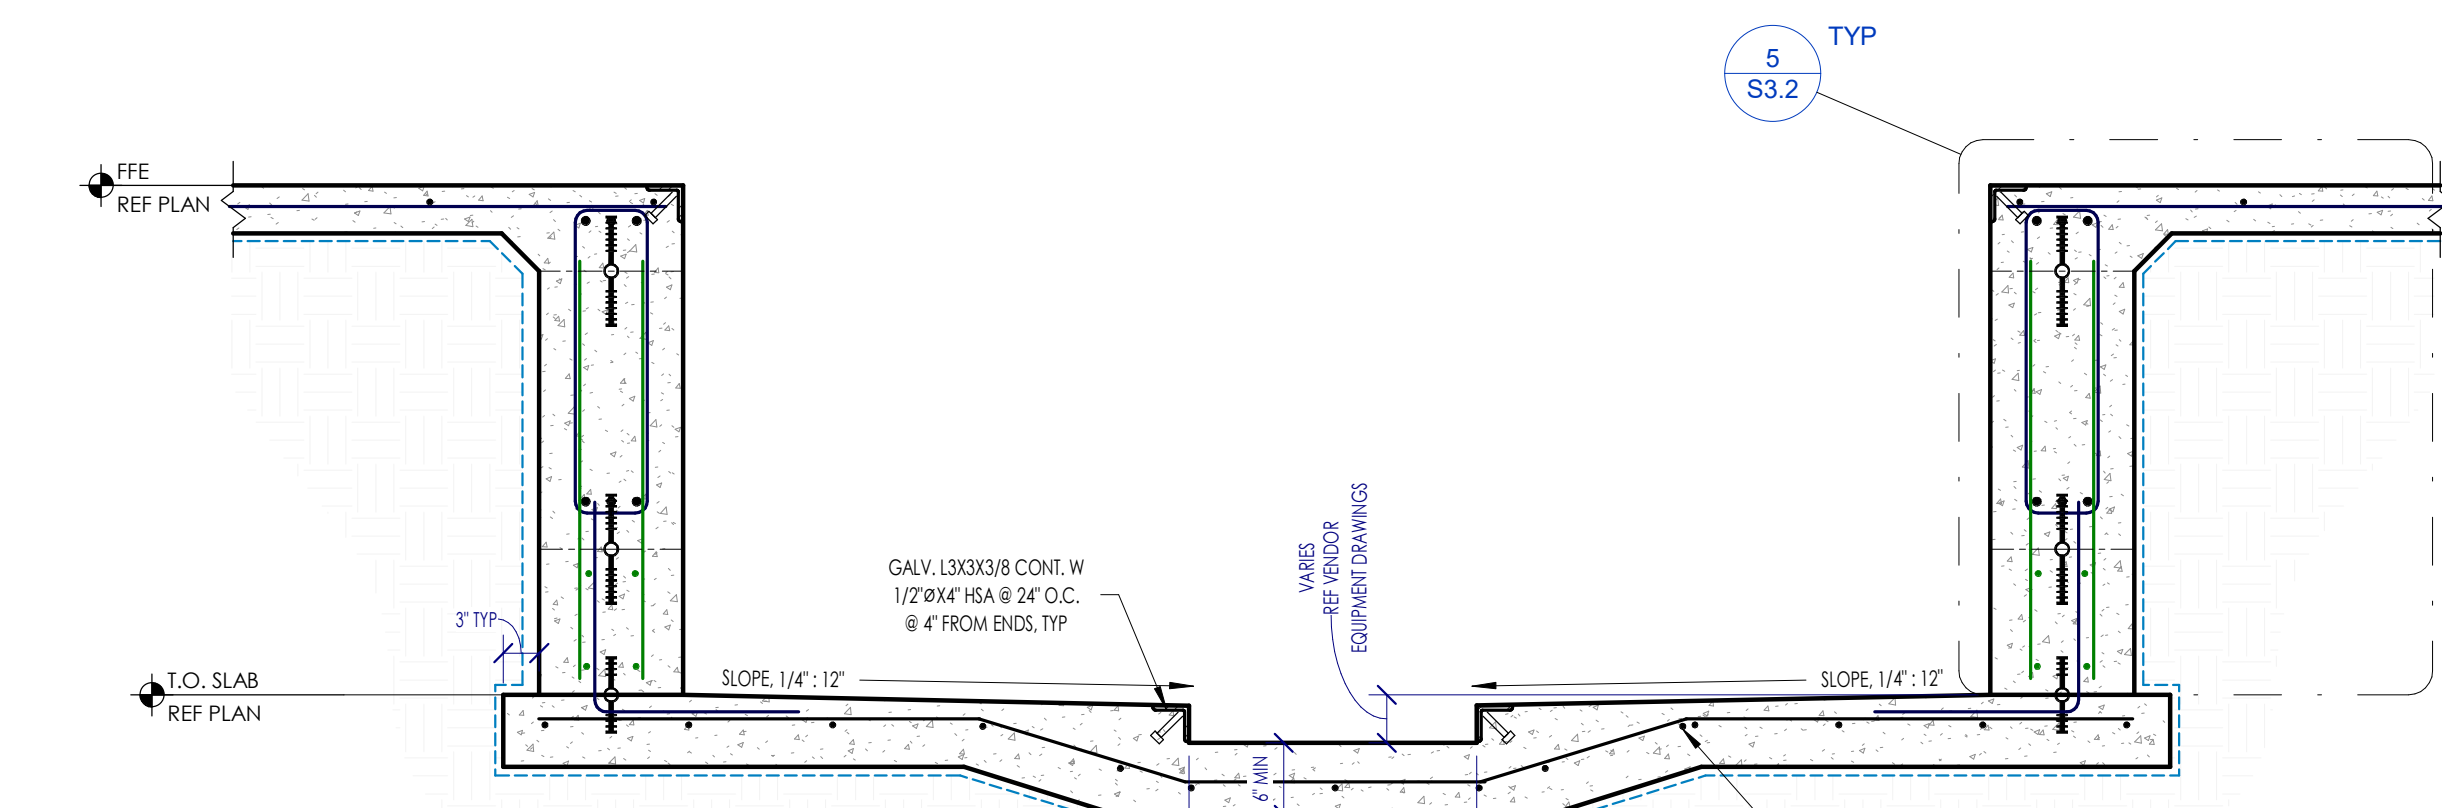 5
S3.2
TYP
FFE
REF PLAN
GALV. L3X3X3/8 CONT. W
1/2"ØX4" HSA @ 24" O.C.
@ 4" FROM ENDS, TYP
VARIES
REF VENDOR
EQUIPMENT DRAWINGS
3" TYP
SLOPE, 1/4" : 12"
SLOPE, 1/4" : 12"
T.O. SLAB
REF PLAN
6" MIN